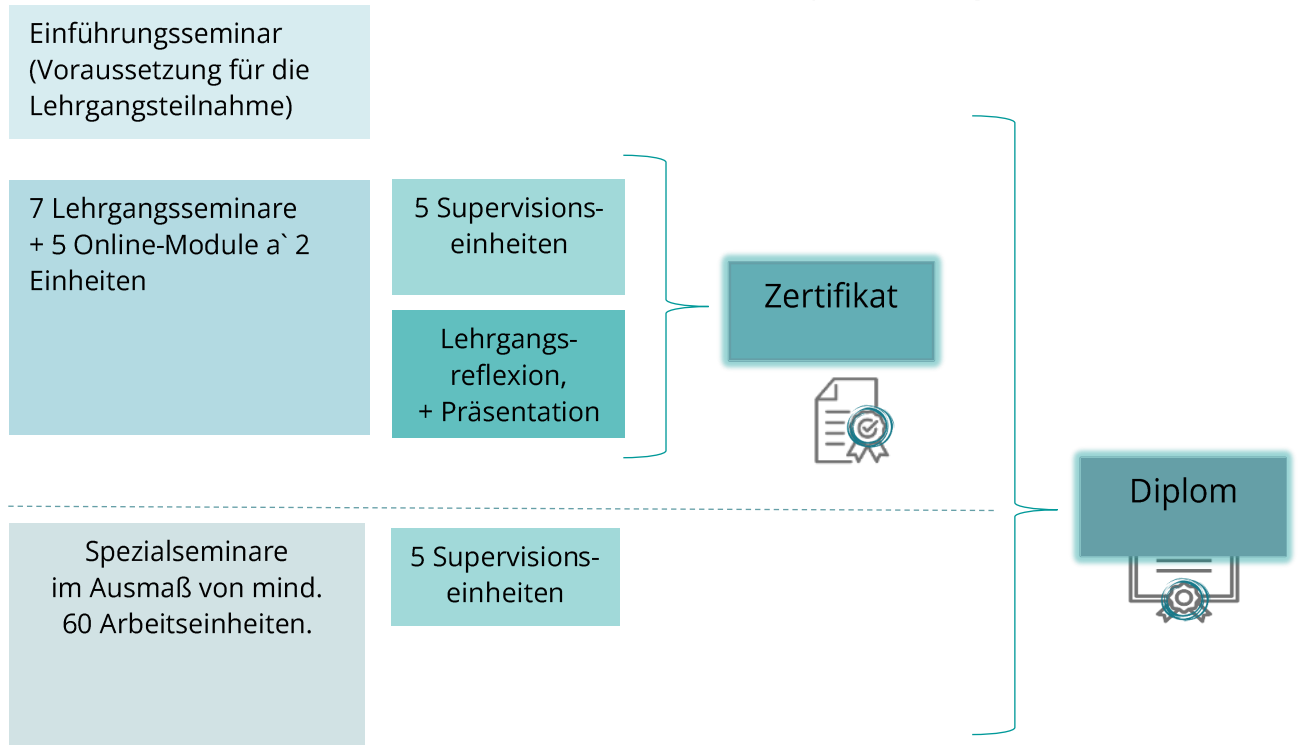 Einführungsseminar
(Voraussetzung für die
Lehrgangsteilnahme)
7 Lehrgangsseminare
+ 5 Online-Module a` 2
Einheiten
5 Supervisions-
einheiten
Lehrgangs-
reflexion,
+ Präsentation
Zertifikat
Diplom
Spezialseminare
im Ausmaß von mind.
60 Arbeitseinheiten.
5 Supervisions-
einheiten